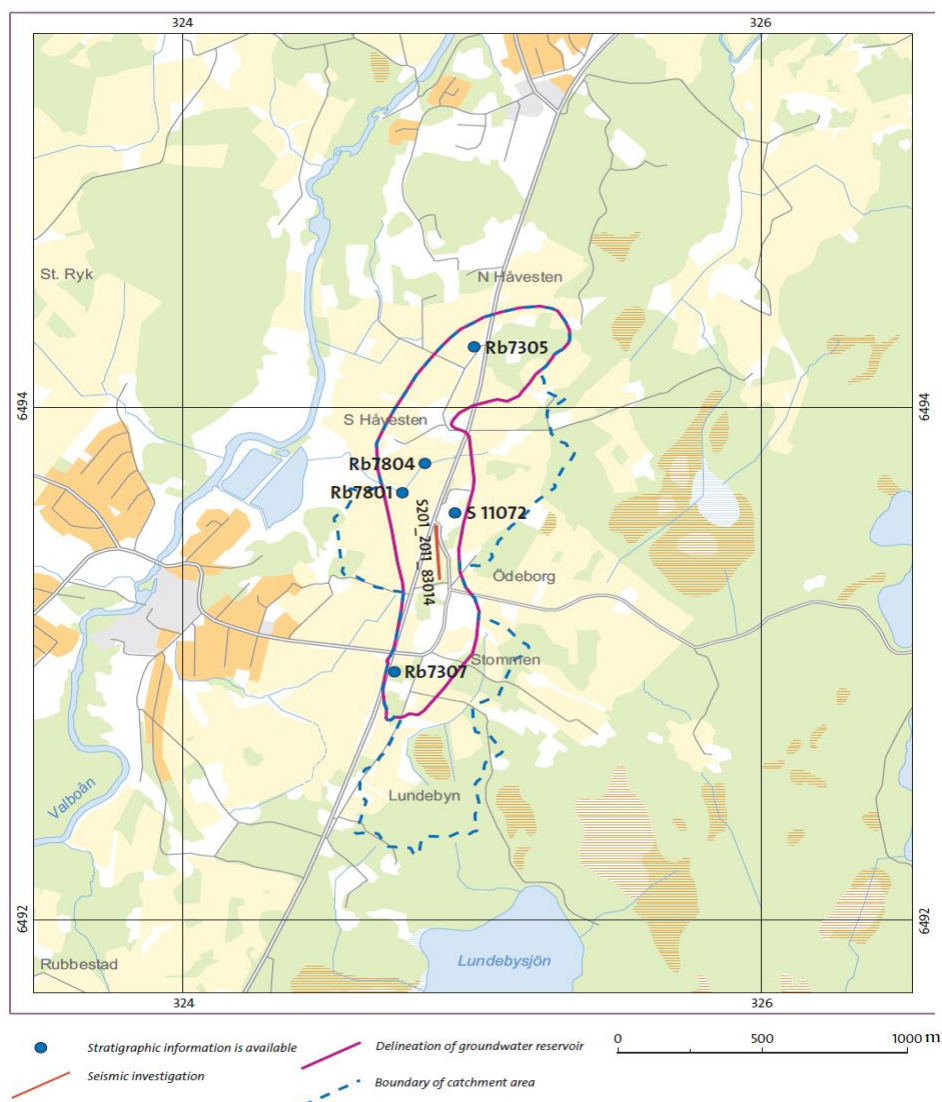 324
326
St. Ryk
N Håvesten
Rb7305
6494
6494
S Håvesten
Rb7804
Rb7801
S 11072
S201_2011_83014
Ödeborg
Stommen
Rb7307
Valboån
Lundebyn
6492
6492
Rubbestad
Lundebysjön
324
326
Stratigraphic information is available
Delineation of groundwater reservoir
0
500
1000 m
Seismic investigation
Boundary of catchment area